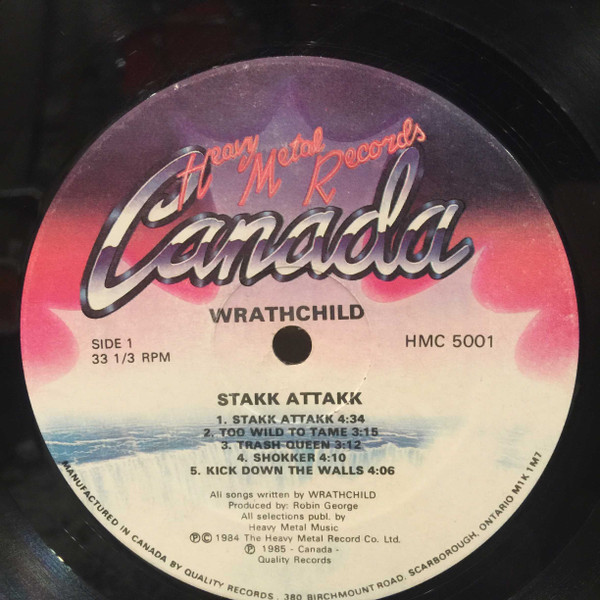 Heavy Metal Records
Canada
WRATHCHILD
SIDE 1
33 1/3 RPM
HMC 5001
STAKK ATTAKK
1. STAKK ATTAKK 4:34
2. TOO WILD TO TAME 3:15
3. TRASH QUEEN 3:12
4. SHOKKER 4:10
5. KICK DOWN THE WALLS 4:06
All songs written by WRATHCHILD
Produced by: Robin George
All selections publ. by
Heavy Metal Music
Ⓟ© 1984 The Heavy Metal Record Co. Ltd.
Ⓟ 1985 - Canada -
Quality Records
MANUFACTURED IN CANADA BY QUALITY RECORDS, 380 BIRCHMOUNT ROAD, SCARBOROUGH, ONTARIO M1K 1M7